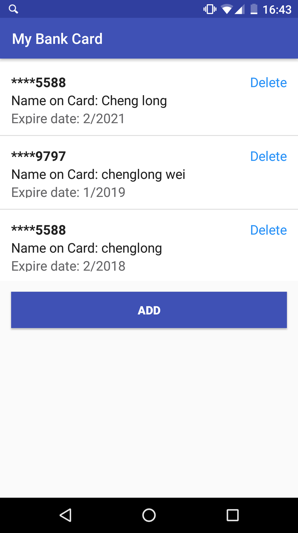 16:43
My Bank Card
****5588 Delete
Name on Card: Cheng long
Expire date: 2/2021
****9797 Delete
Name on Card: chenglong wei
Expire date: 1/2019
****5588 Delete
Name on Card: chenglong
Expire date: 2/2018
ADD